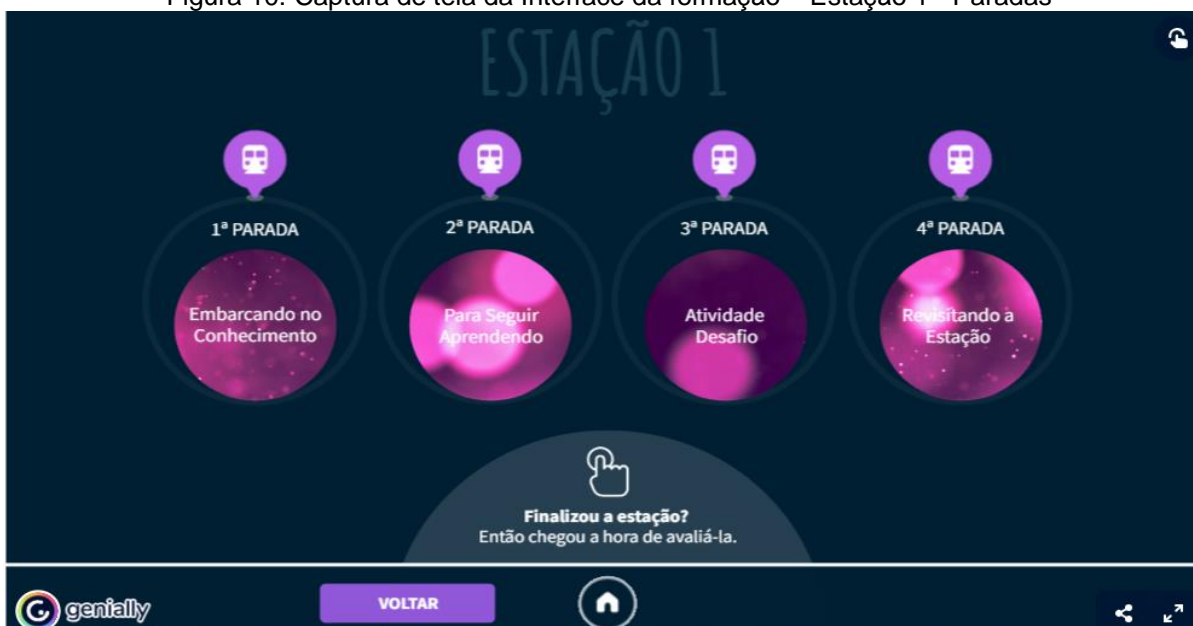 Figura 10: Captura de tela da interface da formação – Estação 1 - Paradas
ESTAÇÃO 1
1ª PARADA
Embarcando no
Conhecimento
2ª PARADA
Para Seguir
Aprendendo
3ª PARADA
Atividade
Desafio
4ª PARADA
Revisitando a
Estação
Finalizou a estação?
Então chegou a hora de avaliá-la.
genially
VOLTAR